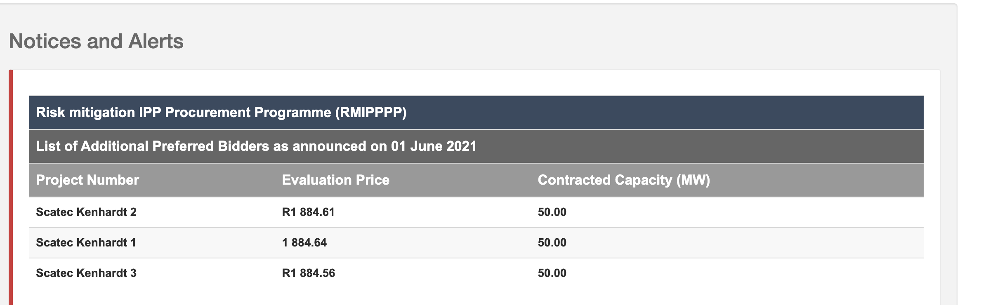 Notices and Alerts
Risk mitigation IPP Procurement Programme (RMIPPPP)
List of Additional Preferred Bidders as announced on 01 June 2021
Project Number Evaluation Price Contracted Capacity (MW)
Scatec Kenhardt 2 R1 884.61 50.00
Scatec Kenhardt 1 1 884.64 50.00
Scatec Kenhardt 3 R1 884.56 50.00